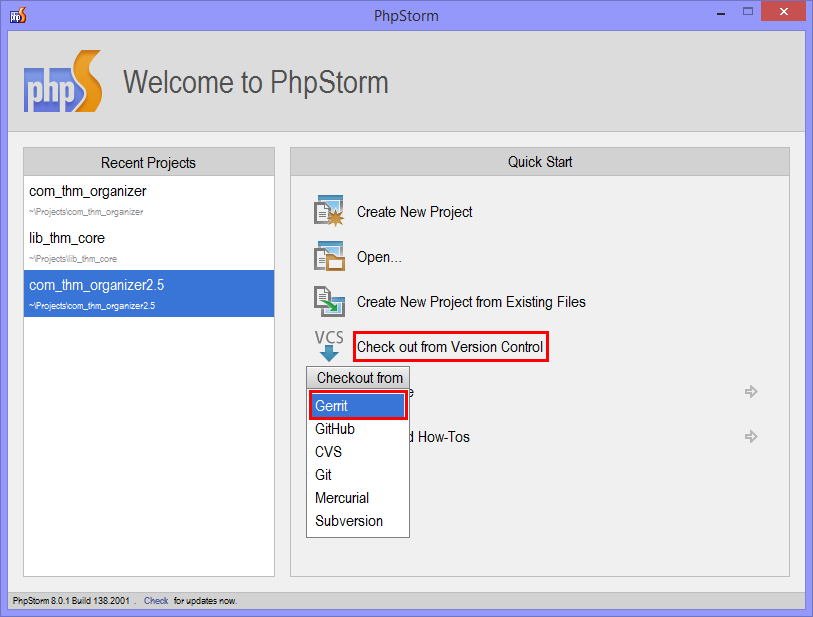 php
PhpStorm
phpS
Welcome to PhpStorm
Recent Projects
com_thm_organizer
~\Projects\com_thm_organizer
lib_thm_core
~\Projects\lib_thm_core
com_thm_organizer2.5
~\Projects\com_thm_organizer2.5
Quick Start
Create New Project
Open...
Create New Project from Existing Files
VCS
Check out from Version Control
Checkout from
Gerrit
GitHub
CVS
Git
Mercurial
Subversion
e
d How-Tos
PhpStorm 8.0.1 Build 138.2001 . Check for updates now.